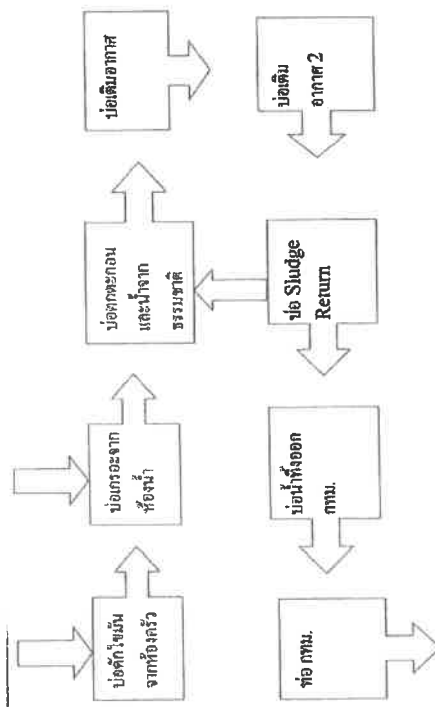 บ่อดักไขมัน
จากห้องครัว
บ่อเกรอะจาก
ห้องน้ำ
บ่อตกตะกอน
และน้ำจาก
ธรรมชาติ
บ่อเติมอากาศ
บ่อเติม
อากาศ 2
บ่อ Sludge
Return
บ่อน้ำทิ้งออก
กทม.
ท่อ กทม.